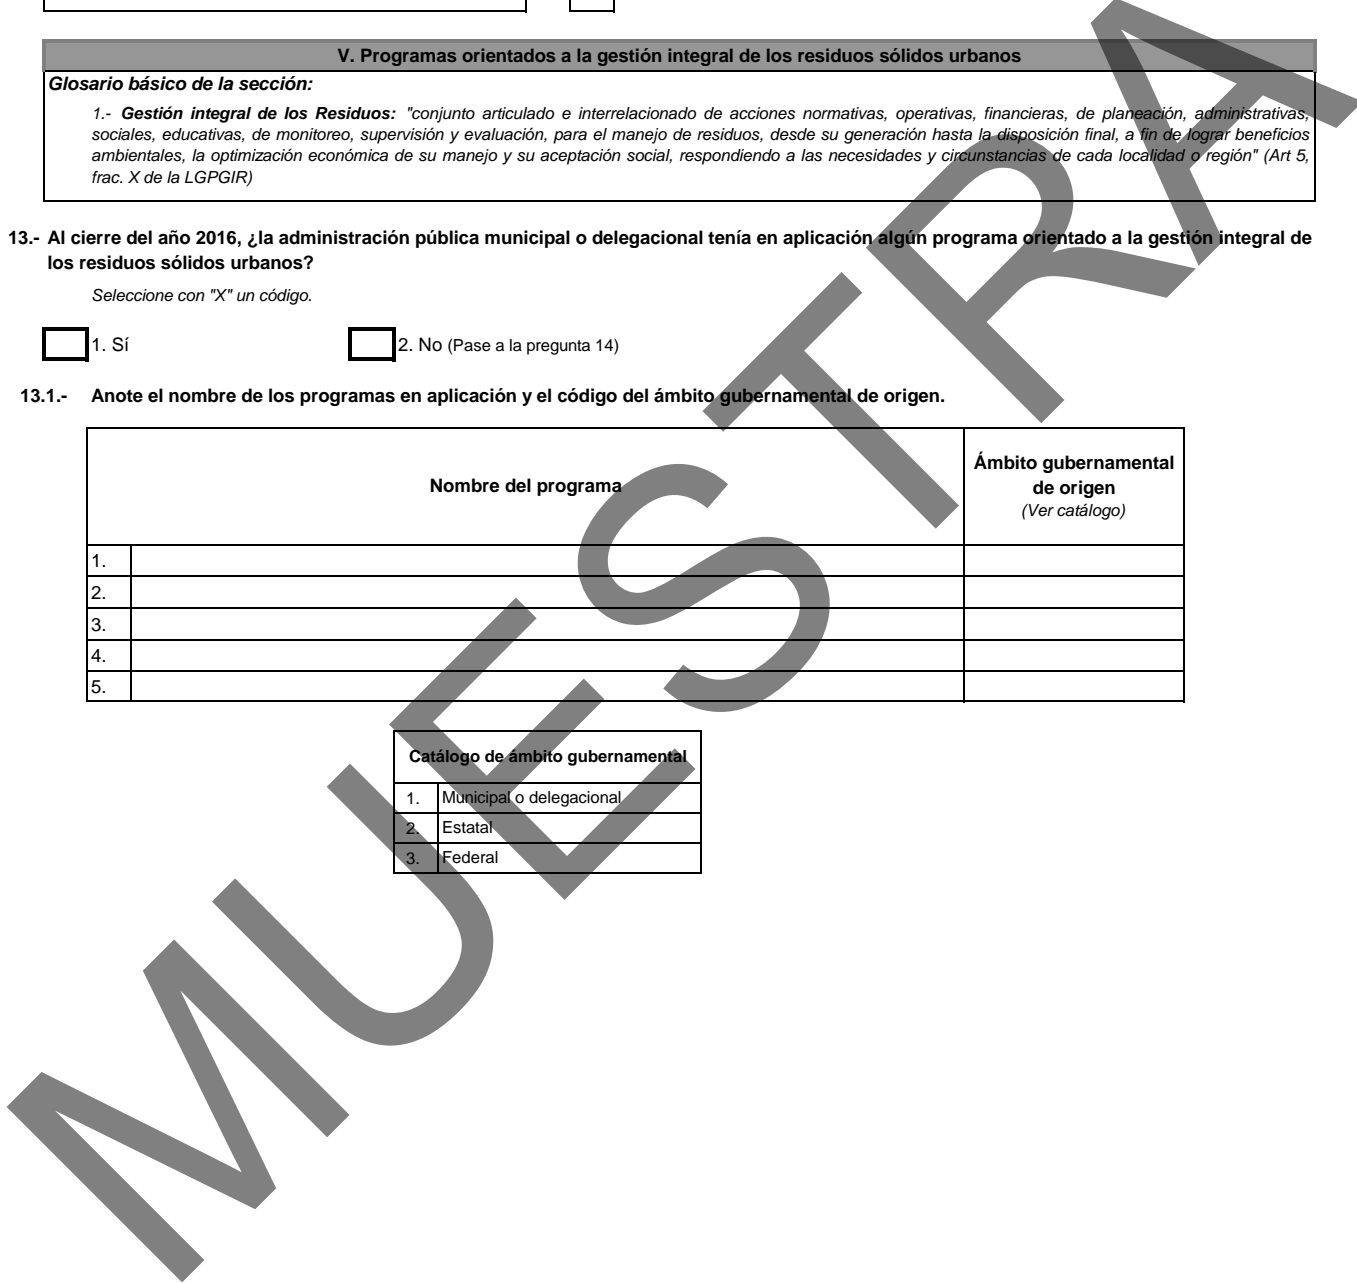 V. Programas orientados a la gestión integral de los residuos sólidos urbanos
Glosario básico de la sección:
1.- Gestión integral de los Residuos: "conjunto articulado e interrelacionado de acciones normativas, operativas, financieras, de planeación, administrativas,
sociales, educativas, de monitoreo, supervisión y evaluación, para el manejo de residuos, desde su generación hasta la disposición final, a fin de lograr beneficios
ambientales, la optimización económica de su manejo y su aceptación social, respondiendo a las necesidades y circunstancias de cada localidad o región" (Art 5,
frac. X de la LGPGIR)
13.- Al cierre del año 2016, ¿la administración pública municipal o delegacional tenía en aplicación algún programa orientado a la gestión integral de
los residuos sólidos urbanos?
Seleccione con "X" un código.
1. Sí 2. No (Pase a la pregunta 14)
13.1.- Anote el nombre de los programas en aplicación y el código del ámbito gubernamental de origen.
Nombre del programa
Ámbito gubernamental
de origen
(Ver catálogo)
1.
2.
3.
4.
5.
Catálogo de ámbito gubernamental
1. Municipal o delegacional
2. Estatal
3. Federal
MUESTRA